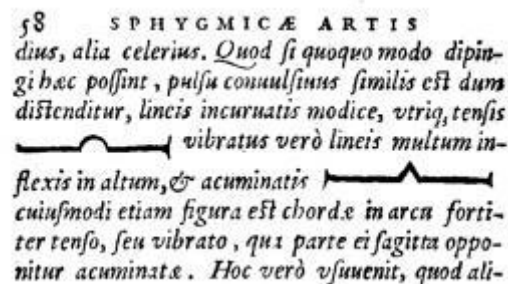 58 SPHYGMICÆ ARTIS
dius, alia celerius. Quod ſi quoquo modo dipin-
gi hæc poſſint, pulſu conuulſiuus ſimilis eſt dum
diſtenditur, lineis incuruatis modice, vtriq; tenſis
vibratus verò lineis multum in-
flexis in altum, & acuminatis
cuiuſmodi etiam figura eſt chordæ in arcu forti-
ter tenſo, ſeu vibrato, qua parte ei ſagitta oppo-
nitur acuminatæ. Hoc verò vſuuenit, quod ali-